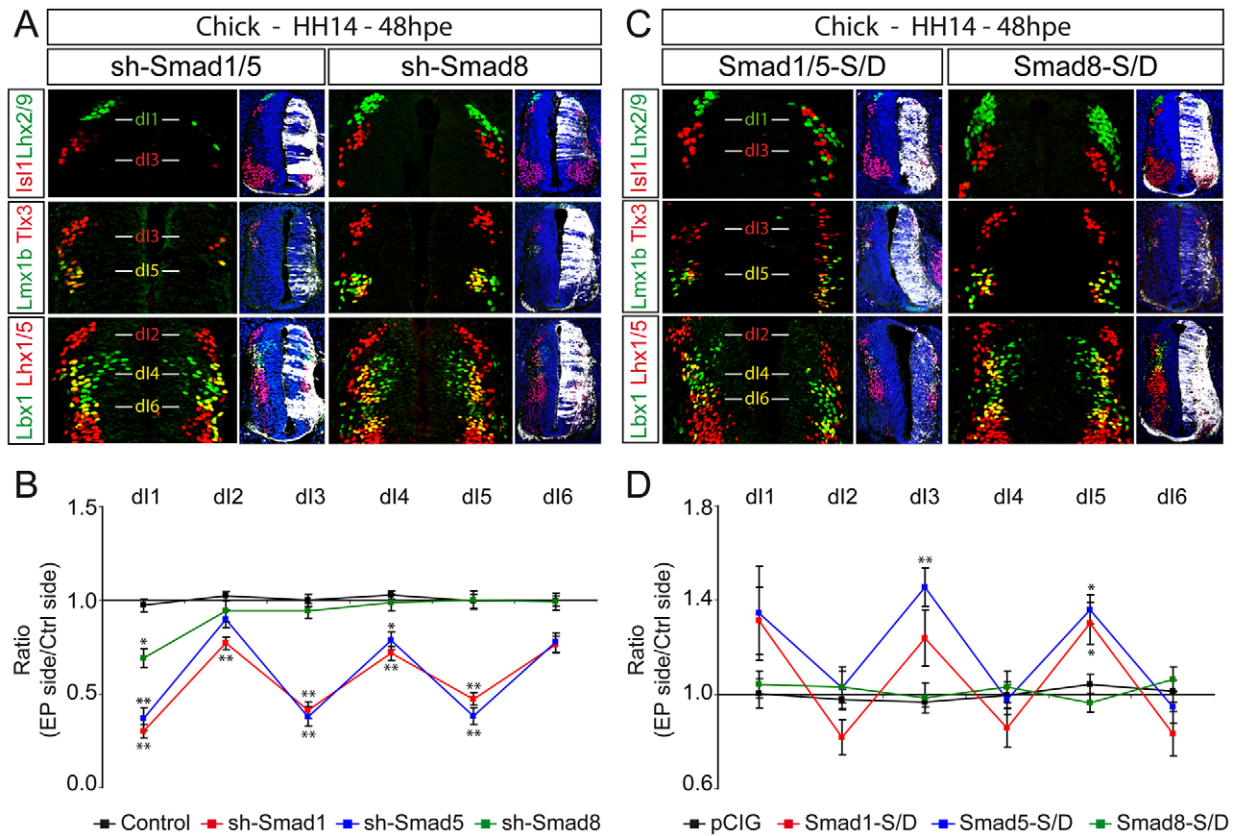 A
Chick - HH14 - 48hpe
sh-Smad1/5
sh-Smad8
Isl1 Lhx2/9
dI1
dI3
Lmx1b Tlx3
dI3
dI5
Lbx1 Lhx1/5
dI2
dI4
dI6
B
dI1 dI2 dI3 dI4 dI5 dI6
1.5
1.0
0.5
0.0
Ratio
(EP side/Ctrl side)
*
**
**
**
*
**
**
**
**
**
Control sh-Smad1 sh-Smad5 sh-Smad8
C
Chick - HH14 - 48hpe
Smad1/5-S/D
Smad8-S/D
Isl1 Lhx2/9
dI1
dI3
Lmx1b Tlx3
dI3
dI5
Lbx1 Lhx1/5
dI2
dI4
dI6
D
dI1 dI2 dI3 dI4 dI5 dI6
1.8
1.4
1.0
0.6
Ratio
(EP side/Ctrl side)
**
*
*
pCIG Smad1-S/D Smad5-S/D Smad8-S/D